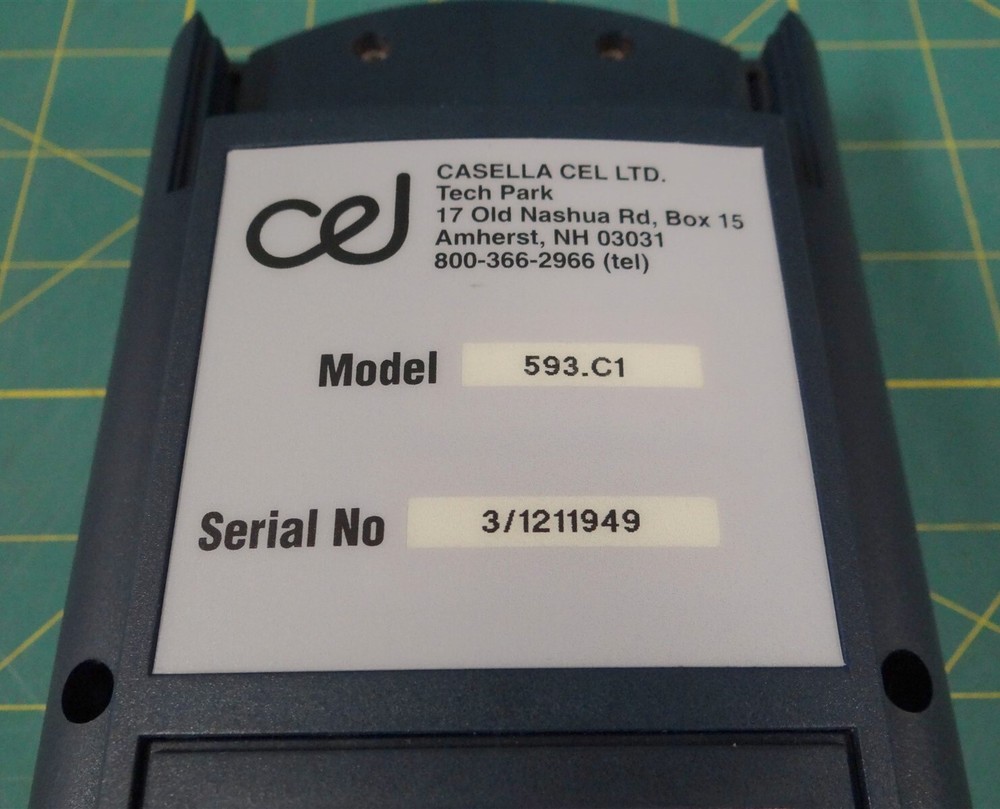 cel
CASELLA CEL LTD.
Tech Park
17 Old Nashua Rd, Box 15
Amherst, NH 03031
800-366-2966 (tel)
Model 593.C1
Serial No 3/1211949